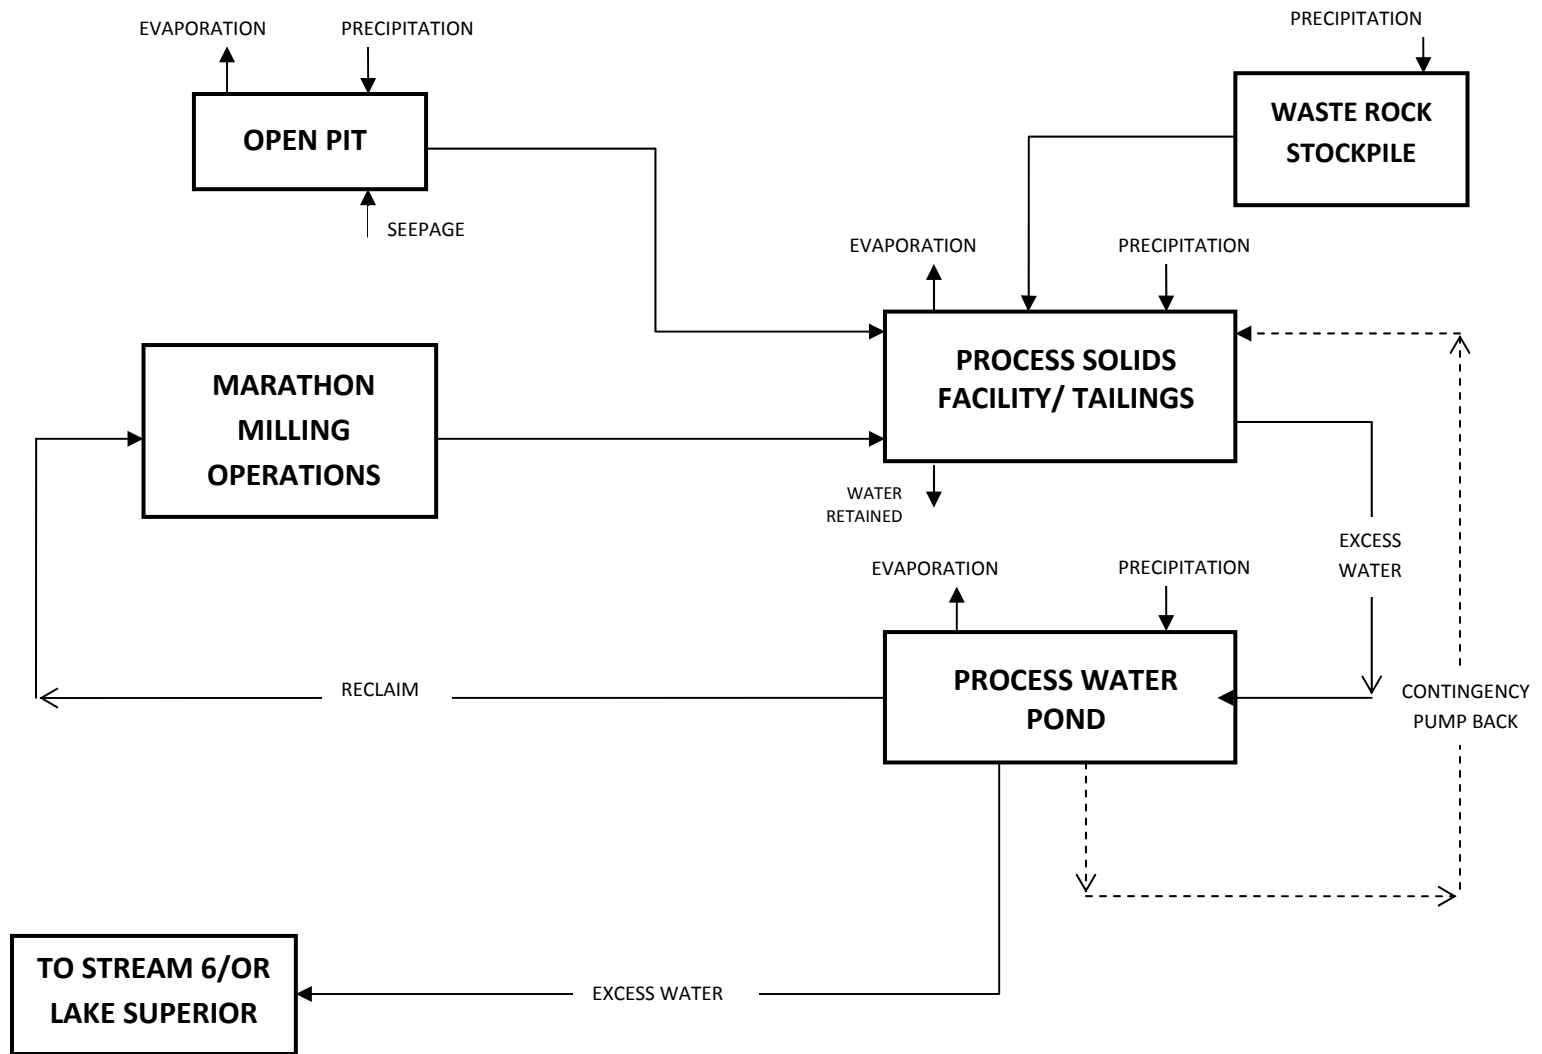 PRECIPITATION
EVAPORATION
PRECIPITATION
OPEN PIT
WASTE ROCK
STOCKPILE
SEEPAGE
EVAPORATION
PRECIPITATION
PROCESS SOLIDS
FACILITY/ TAILINGS
MARATHON
MILLING
OPERATIONS
WATER
RETAINED
EXCESS
WATER
EVAPORATION
PRECIPITATION
PROCESS WATER
POND
RECLAIM
CONTINGENCY
PUMP BACK
TO STREAM 6/OR
LAKE SUPERIOR
EXCESS WATER